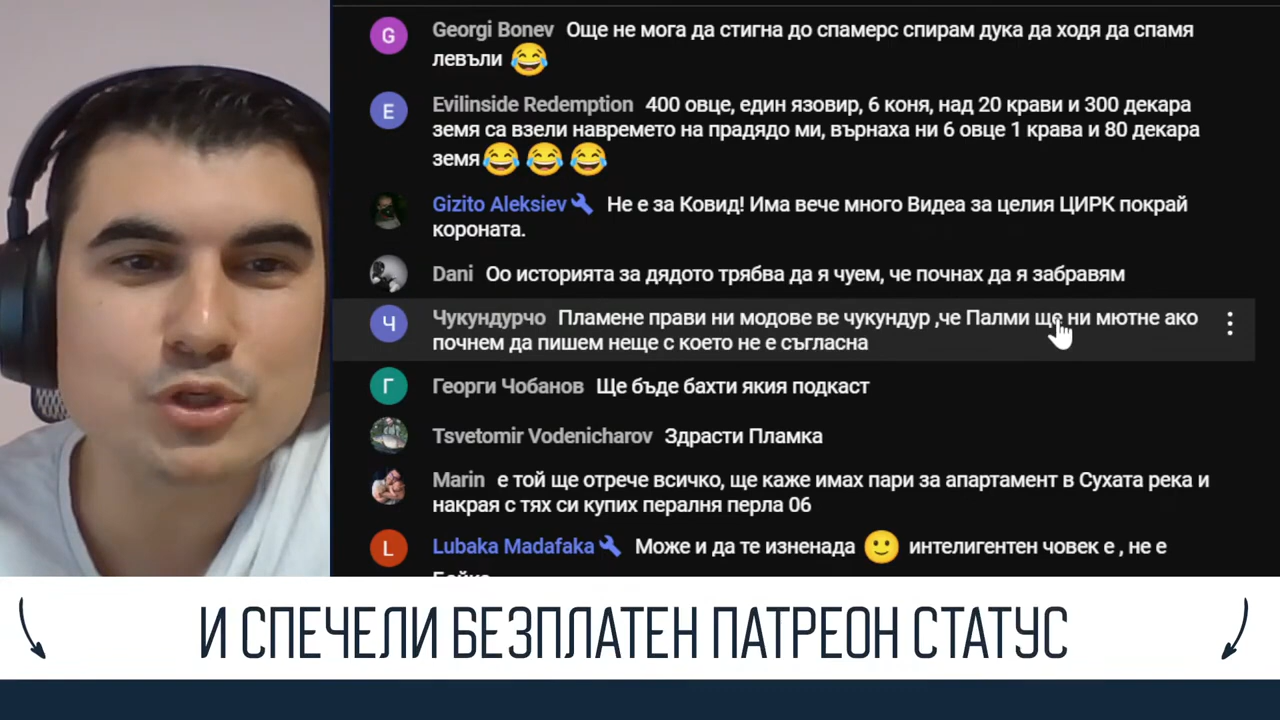 G
Georgi Bonev Още не мога да стигна до спамерс спирам дука да ходя да спамя
левъли 😂
E
Evilinside Redemption 400 овце, един язовир, 6 коня, над 20 крави и 300 декара
земя са взели навремето на прадядо ми, върнаха ни 6 овце 1 крава и 80 декара
земя😂😂😂
Gizito Aleksiev Не е за Ковид! Има вече много Видеа за целия ЦИРК покрай
короната.
Dani Оо историята за дядото трябва да я чуем, че почнах да я забравям
Ч
Чукундурчо Пламене прави ни модове ве чукундур ,че Палми ще ни мютне ако
почнем да пишем неще с което не е съгласна
Г
Георги Чобанов Ще бъде бахти якия подкаст
Tsvetomir Vodenicharov Здрасти Пламка
Marin е той ще отрече всичко, ще каже имах пари за апартамент в Сухата река и
накрая с тях си купих пералня перла 06
L
Lubaka Madafaka Може и да те изненада 🙂 интелигентен човек е , не е
И СПЕЧЕЛИ БЕЗПЛАТЕН ПАТРЕОН СТАТУС